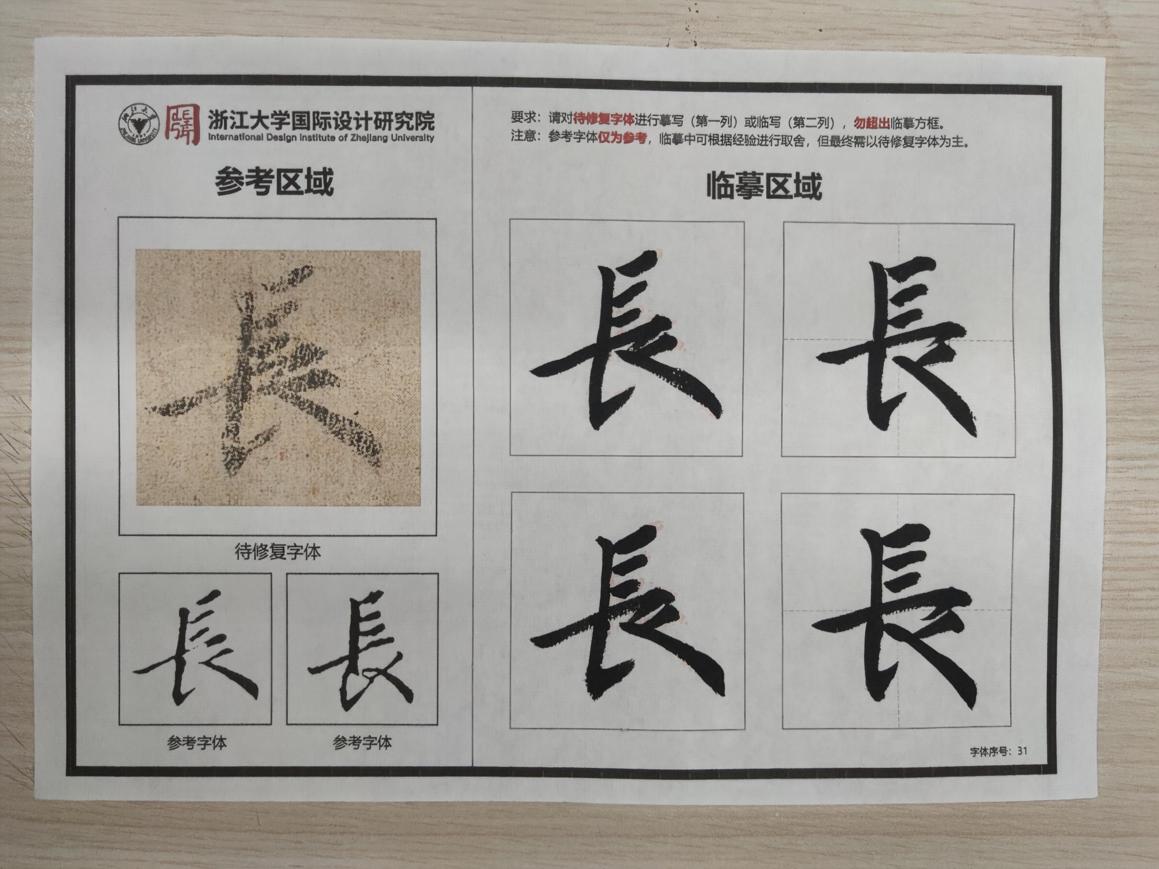 浙江大学国际设计研究院
International Design Institute of Zhejiang University
参考区域
長
待修复字体
長
長
参考字体
参考字体
要求：请对待修复字体进行摹写（第一列）或临写（第二列），勿超出临摹方框。
注意：参考字体仅为参考，临摹中可根据经验进行取舍，但最终需以待修复字体为主。
临摹区域
長
長
長
長
字体序号：31